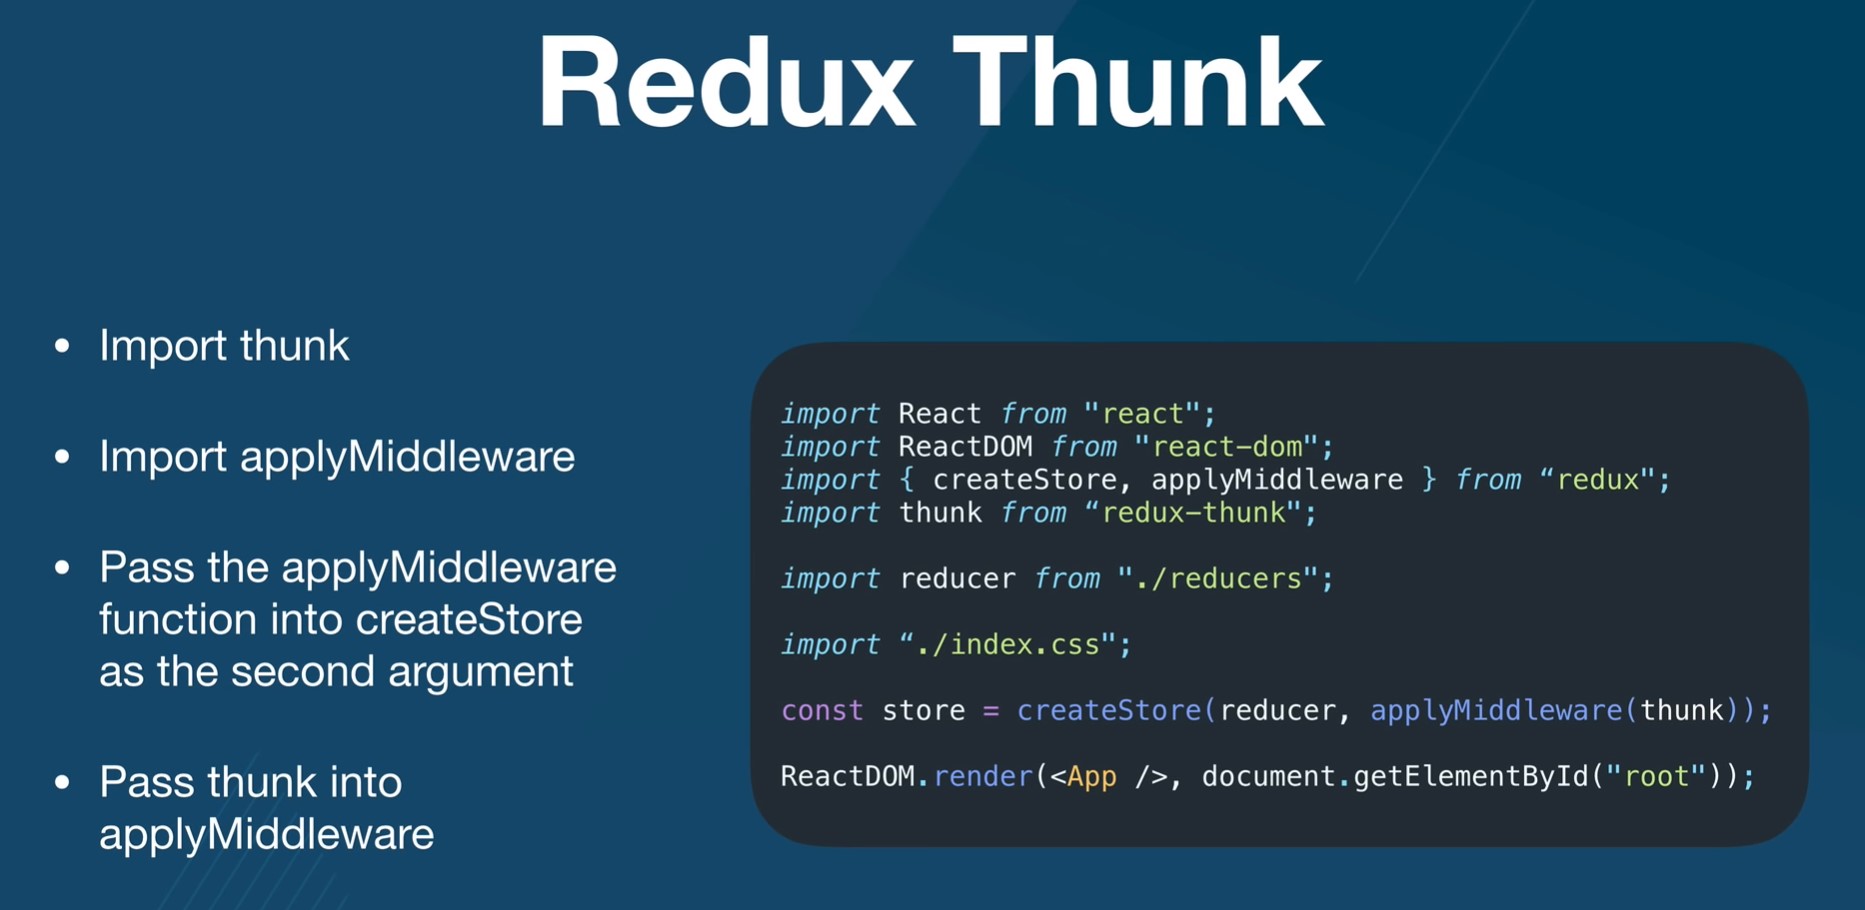 Redux Thunk
• Import thunk
• Import applyMiddleware
• Pass the applyMiddleware
function into createStore
as the second argument
• Pass thunk into
applyMiddleware
import React from "react";
import ReactDOM from "react-dom";
import { createStore, applyMiddleware } from “redux";
import thunk from “redux-thunk";
import reducer from "./reducers";
import “./index.css";
const store = createStore(reducer, applyMiddleware(thunk));
ReactDOM.render(<App />, document.getElementById("root"));